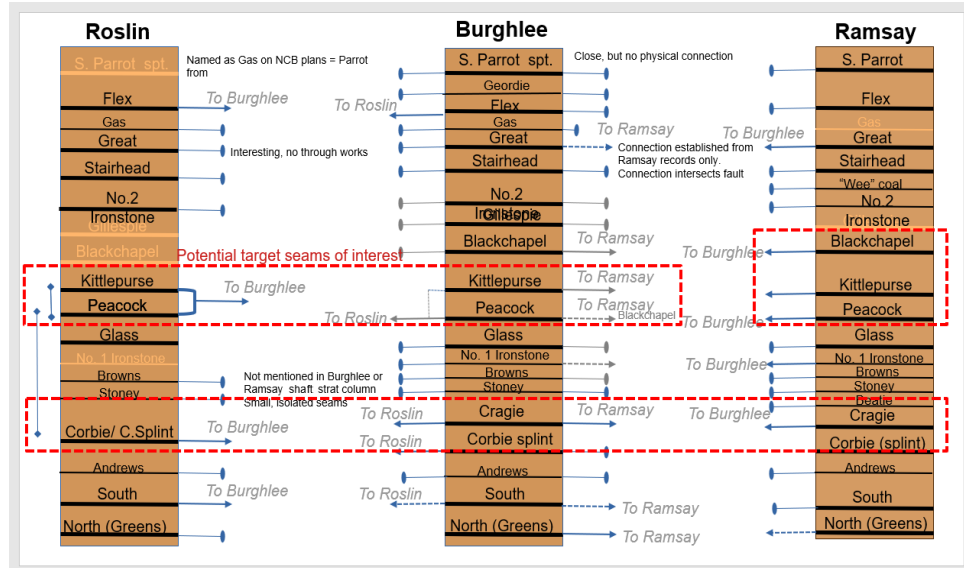 Roslin
Burghlee
Ramsay
S. Parrot spt.
Named as Gas on NCB plans = Parrot
from
Flex
To Burghlee
Gas
Great
Interesting, no through works
Stairhead
No.2
Ironstone
Gillespie
Blackchapel
Potential target seams of interest
Kittlepurse
To Burghlee
Peacock
Glass
No. 1 Ironstone
Browns
Stoney
Not mentioned in Burghlee or
Ramsay shaft strat column
Small, isolated seams
Corbie/ C.Splint
To Burghlee
Andrews
South
To Burghlee
North (Greens)
S. Parrot spt.
Close, but no physical connection
Geordie
To Roslin
Flex
Gas
Great
To Ramsay
Connection established from
Ramsay records only.
Connection intersects fault
Stairhead
No.2
Ironstone
Gillespie
Blackchapel
To Ramsay
Kittlepurse
To Ramsay
To Roslin
Peacock
To Ramsay
Blackchapel
Glass
No. 1 Ironstone
Browns
Stoney
To Roslin
Cragie
To Ramsay
To Roslin
Corbie splint
Andrews
To Roslin
South
To Ramsay
North (Greens)
To Ramsay
S. Parrot
Flex
Gas
To Burghlee
Great
Stairhead
"Wee" coal
No.2
Ironstone
Blackchapel
To Burghlee
Kittlepurse
Peacock
To Burghlee
Glass
No. 1 Ironstone
To Burghlee
Browns
Stoney
Beatie
Cragie
To Burghlee
Corbie (splint)
Andrews
South
North (Greens)